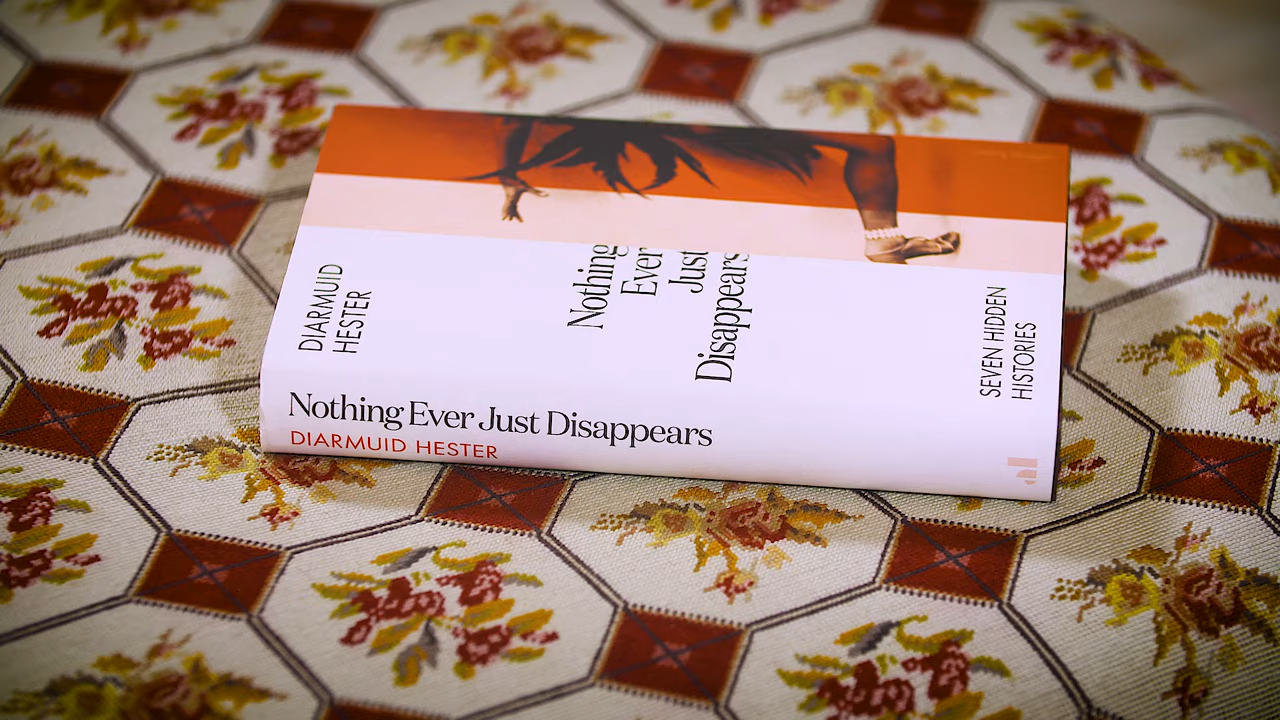 DIARMUID
HESTER
Nothing
Ever
Just
Disappears
SEVEN HIDDEN
HISTORIES
Nothing Ever Just Disappears
DIARMUID HESTER